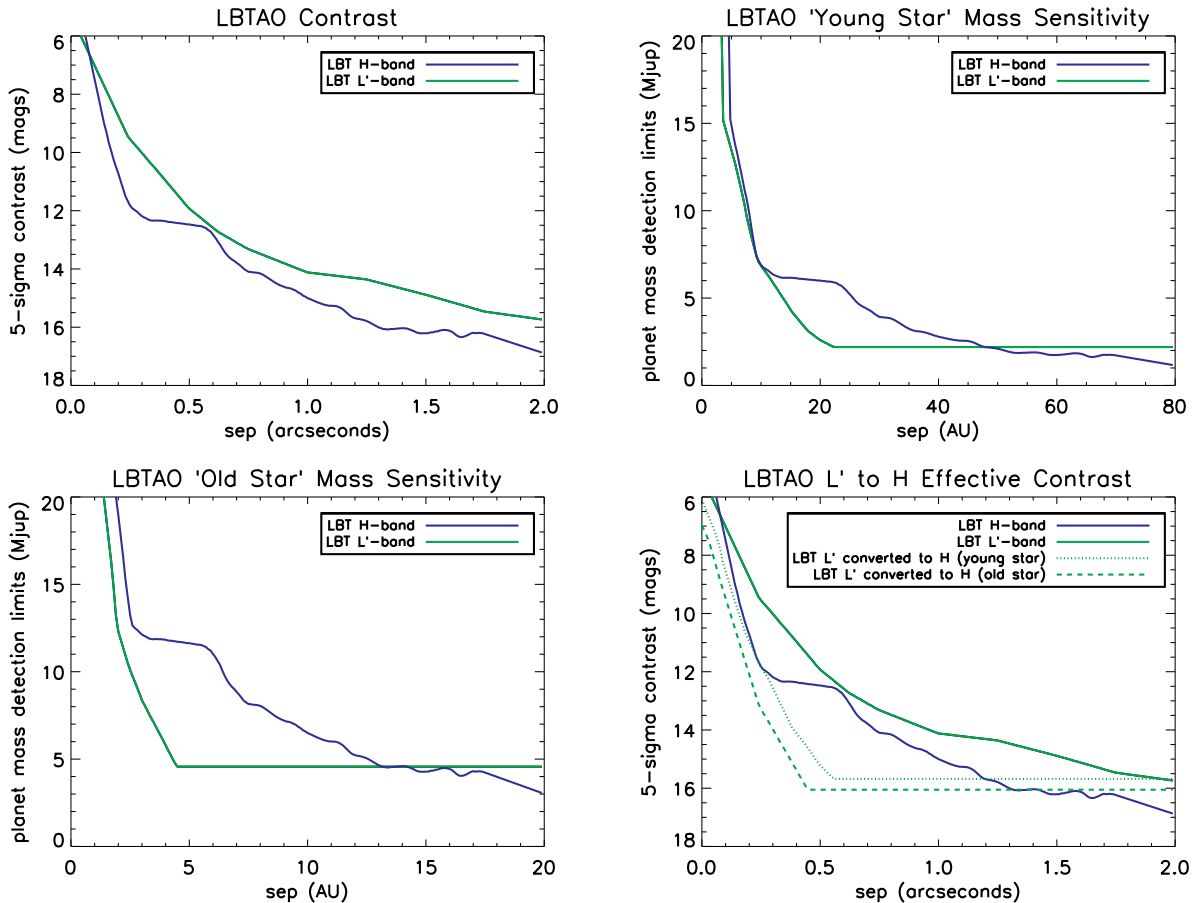 LBTAO Contrast
LBT H-band
LBT L'-band
5-sigma contrast (mags)
6
8
10
12
14
16
18
0.0 0.5 1.0 1.5 2.0
sep (arcseconds)
LBTAO 'Young Star' Mass Sensitivity
LBT H-band
LBT L'-band
planet mass detection limits (Mjup)
20
15
10
5
0
0 20 40 60 80
sep (AU)
LBTAO 'Old Star' Mass Sensitivity
LBT H-band
LBT L'-band
planet mass detection limits (Mjup)
20
15
10
5
0
0 5 10 15 20
sep (AU)
LBTAO L' to H Effective Contrast
LBT H-band
LBT L'-band
LBT L' converted to H (young star)
LBT L' converted to H (old star)
5-sigma contrast (mags)
6
8
10
12
14
16
18
0.0 0.5 1.0 1.5 2.0
sep (arcseconds)